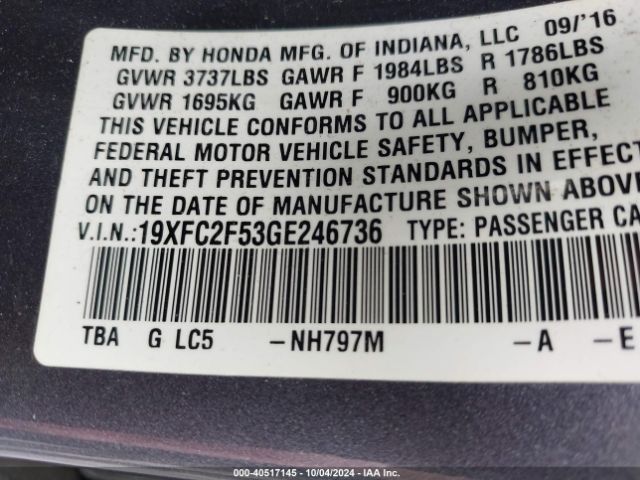 MFD. BY HONDA MFG. OF INDIANA, LLC 09/'16
GVWR 3737LBS GAWR F 1984LBS R 1786LBS
GVWR 1695KG GAWR F 900KG R 810KG
THIS VEHICLE CONFORMS TO ALL APPLICABLE
FEDERAL MOTOR VEHICLE SAFETY, BUMPER,
AND THEFT PREVENTION STANDARDS IN EFFECT
ON THE DATE OF MANUFACTURE SHOWN ABOVE
V.I.N.:19XFC2F53GE246736 TYPE: PASSENGER CA
TBA G LC5 -NH797M -A -E
000-40517145 - 10/04/2024 - IAA Inc.